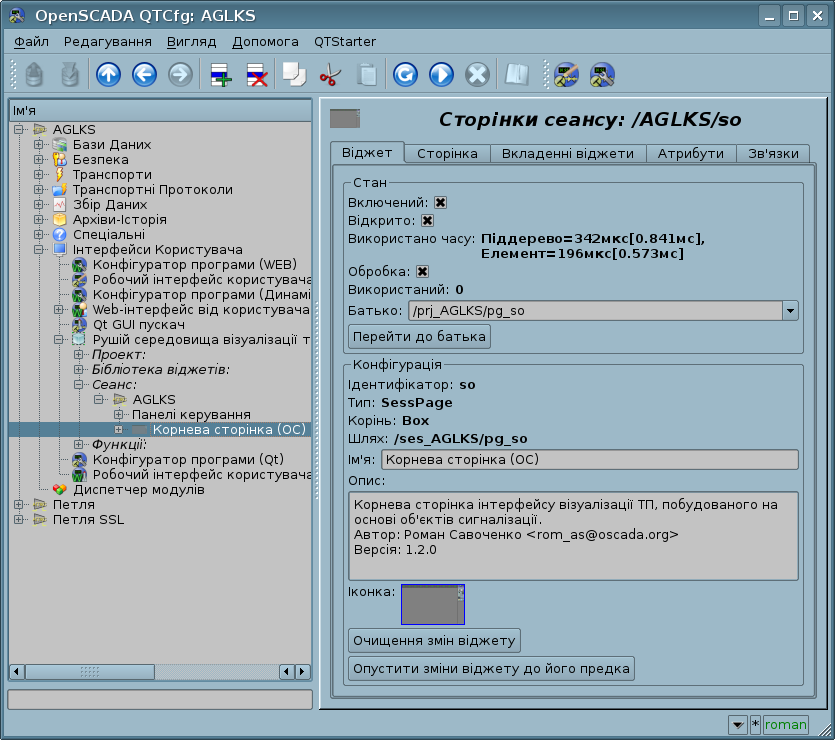 OpenSCADA QTCfg: AGLKS
Файл Редагування Вигляд Допомога QTStarter
Ім'я
AGLKS
Бази Даних
Безпека
Транспорти
Транспортні Протоколи
Збір Даних
Архіви-Історія
Спеціальні
Інтерфейси Користувача
Конфігуратор програми (WEB)
Робочий інтерфейс користувача
Конфігуратор програми (Динамі
Web-інтерфейс від користувача
Qt GUI пускач
Рушій середовища візуалізації т
Проект:
Бібліотека віджетів:
Сеанс:
AGLKS
Панелі керування
Корнева сторінка (ОС)
Функції:
Конфігуратор програми (Qt)
Робочий інтерфейс користувача
Диспетчер модулів
Петля
Петля SSL
Сторінки сеансу: /AGLKS/so
Віджет Сторінка Вкладенні віджети Атрибути Зв'язки
Стан
Включений:
Відкрито:
Використано часу: Піддерево=342мкс[0.841мс],
Елемент=196мкс[0.573мс]
Обробка:
Використаний: 0
Батько: /prj_AGLKS/pg_so
Перейти до батька
Конфігурація
Ідентифікатор: so
Тип: SessPage
Корінь: Box
Шлях: /ses_AGLKS/pg_so
Ім'я: Корнева сторінка (ОС)
Опис:
Корнева сторінка інтерфейсу візуалізації ТП, побудованого на
основі об'єктів сигналізації.
Автор: Роман Савоченко <rom_as@oscada.org>
Версія: 1.2.0
Іконка:
Очищення змін віджету
Опустити зміни віджету до його предка
* roman